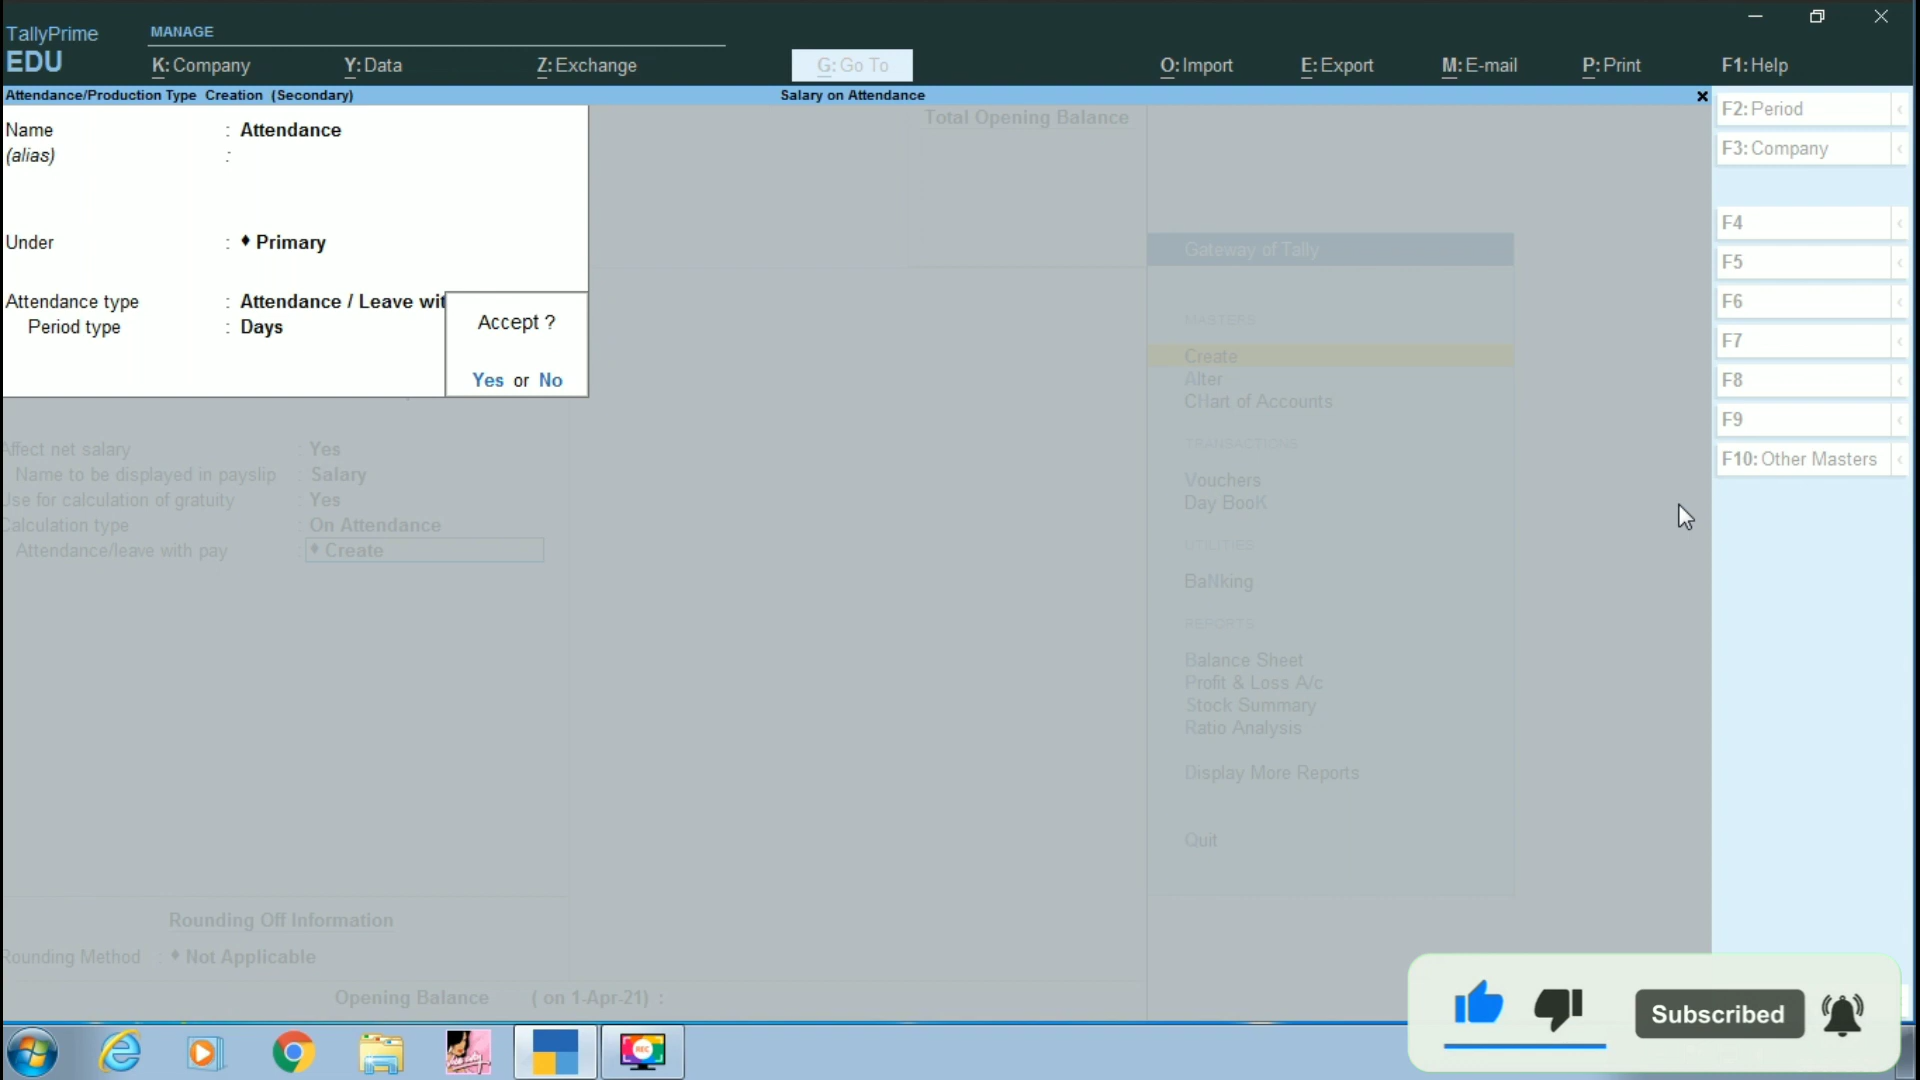 TallyPrime
EDU
MANAGE
K: Company
Y: Data
Z: Exchange
G: Go To
O: Import
E: Export
M: E-mail
P: Print
F1: Help
Attendance/Production Type Creation (Secondary)
Salary on Attendance
Name : Attendance
(alias) :
Under : ♦ Primary
Attendance type : Attendance / Leave wit
Period type : Days
Accept ?
Yes or No
Total Opening Balance
Affect net salary : Yes
Name to be displayed in payslip : Salary
Use for calculation of gratuity : Yes
Calculation type : On Attendance
Attendance/leave with pay : ♦ Create
Rounding Off Information
Rounding Method : ♦ Not Applicable
Opening Balance ( on 1-Apr-21) :
Gateway of Tally
MASTERS
Create
Alter
CHart of Accounts
TRANSACTIONS
Vouchers
Day BooK
UTILITIES
BaNking
REPORTS
Balance Sheet
Profit & Loss A/c
Stock Summary
Ratio Analysis
Display More Reports
Quit
F2: Period
F3: Company
F4
F5
F6
F7
F8
F9
F10: Other Masters
Subscribed
REC